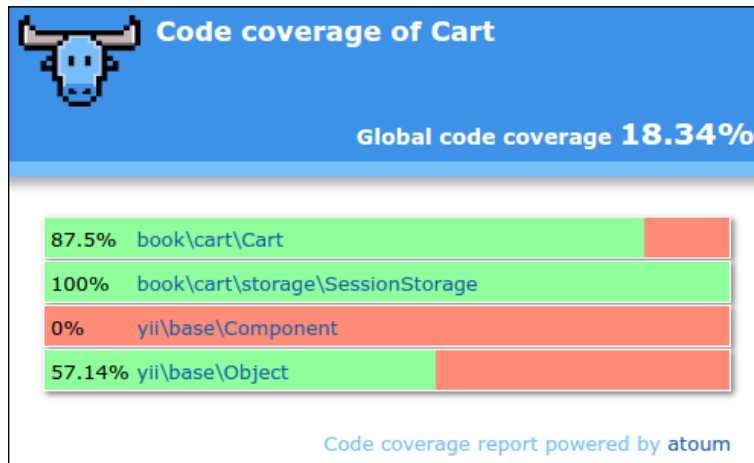 Code coverage of Cart
Global code coverage 18.34%
87.5% book\cart\Cart
100% book\cart\storage\SessionStorage
0% yii\base\Component
57.14% yii\base\Object
Code coverage report powered by atoum